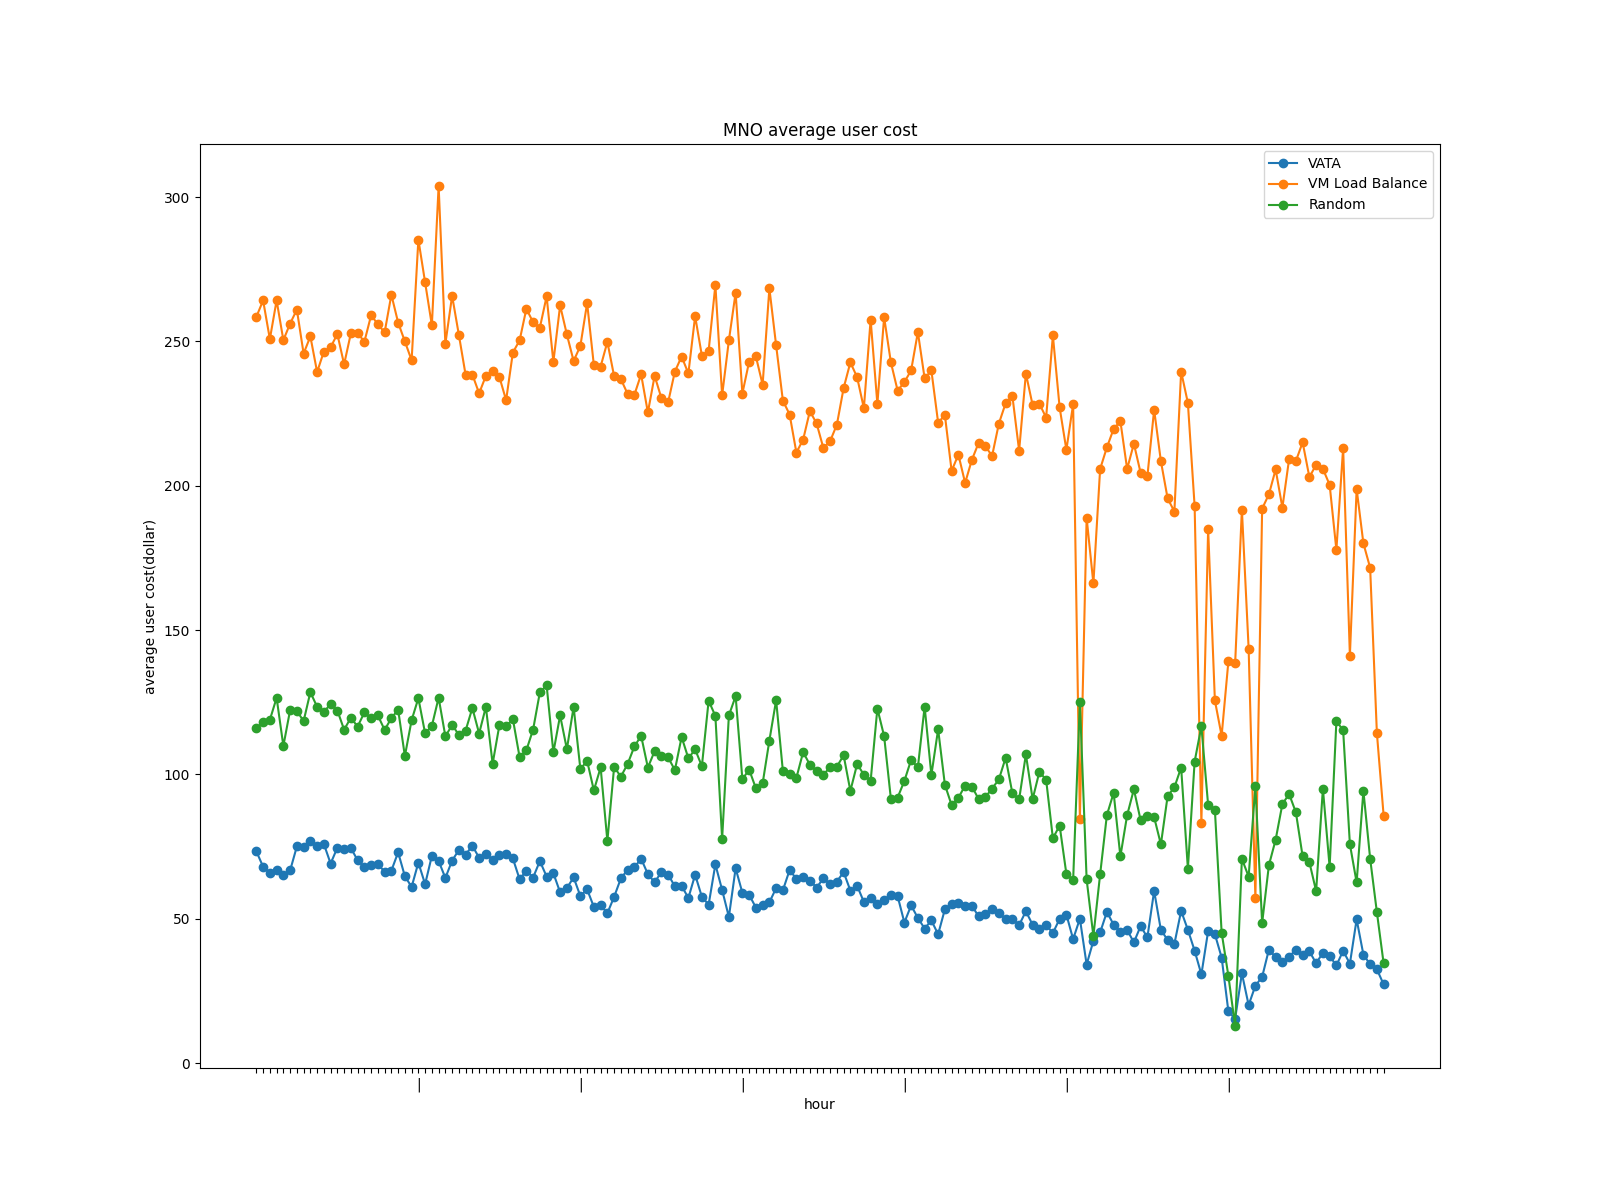 MNO average user cost
VATA
VM Load Balance
Random
300
250
200
150
100
50
0
average user cost(dollar)
| | | | | |
hour